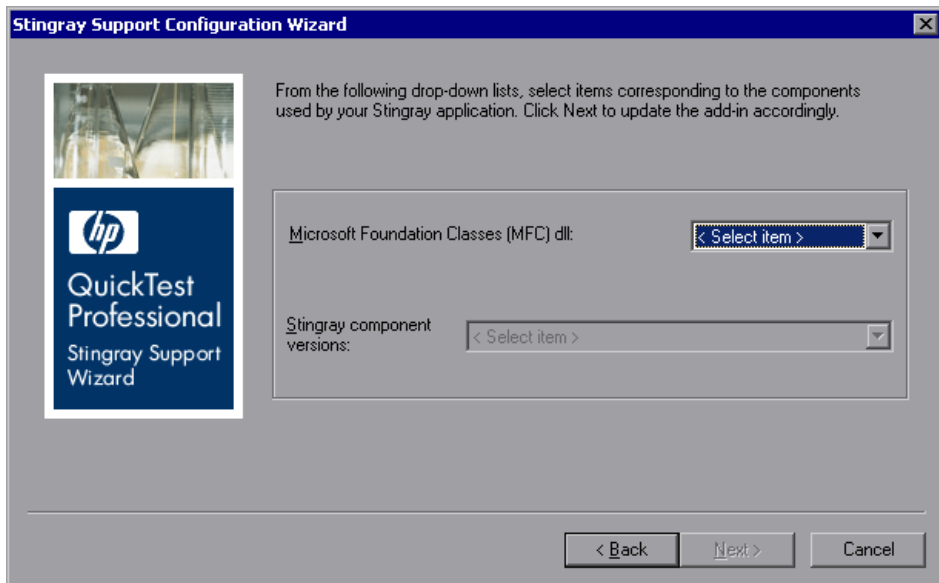 Stingray Support Configuration Wizard
From the following drop-down lists, select items corresponding to the components
used by your Stingray application. Click Next to update the add-in accordingly.
hp
QuickTest
Professional
Stingray Support
Wizard
Microsoft Foundation Classes (MFC) dll:
< Select item >
Stingray component
versions:
< Select item >
< Back
Next >
Cancel